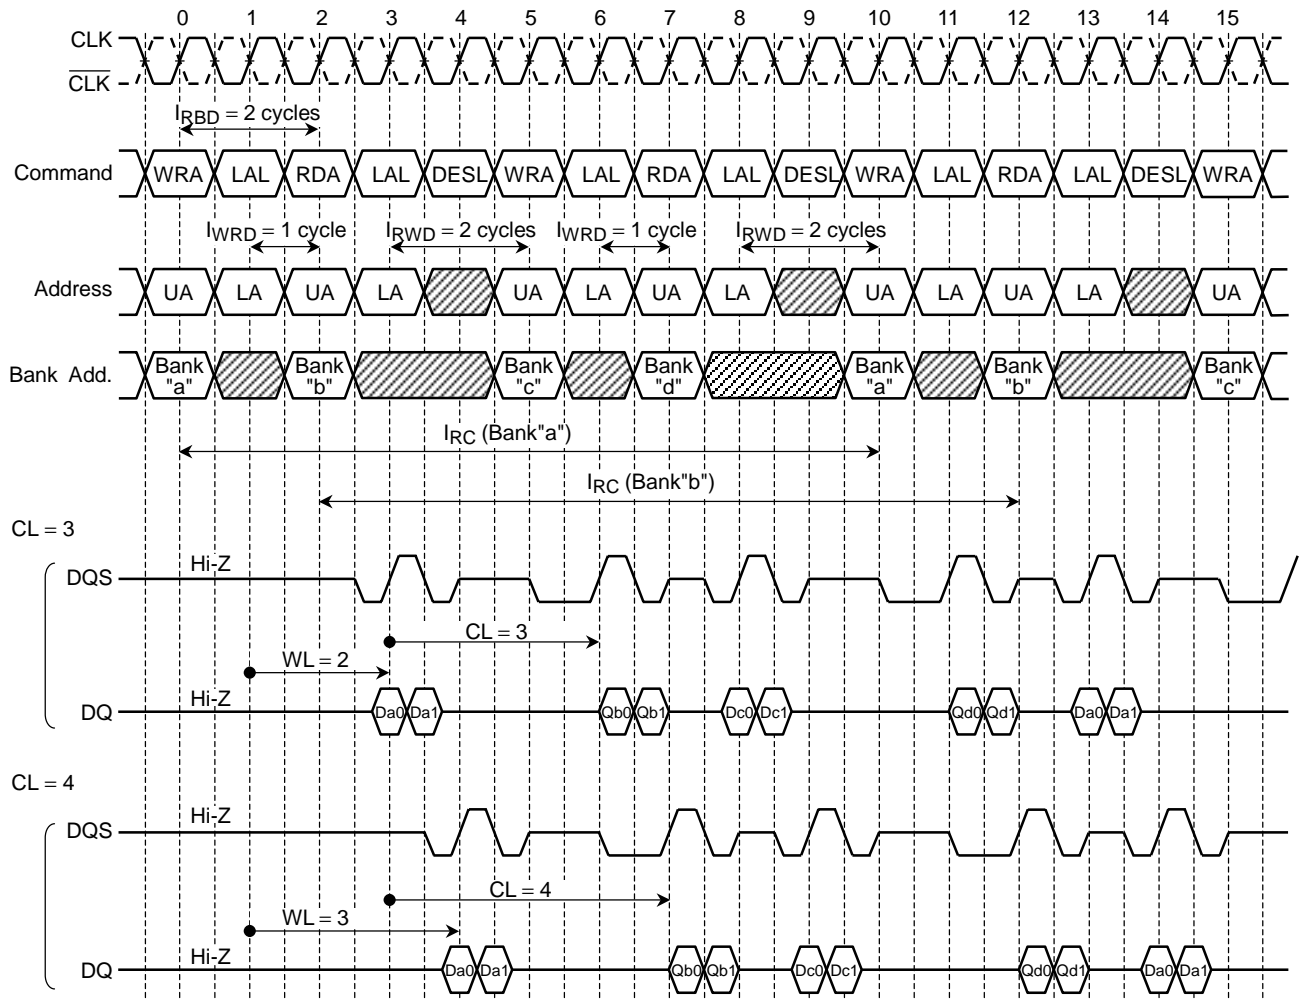 0 1 2 3 4 5 6 7 8 9 10 11 12 13 14 15
CLK
CLK
IRBD = 2 cycles
Command WRA LAL RDA LAL DESL WRA LAL RDA LAL DESL WRA LAL RDA LAL DESL WRA
IWRD = 1 cycle IRWD = 2 cycles IWRD = 1 cycle IRWD = 2 cycles
Address UA LA UA LA UA LA UA LA UA LA UA LA UA
Bank Add. Bank "a" Bank "b" Bank "c" Bank "d" Bank "a" Bank "b" Bank "c"
IRC (Bank"a")
IRC (Bank"b")
CL = 3
Hi-Z
DQS
CL = 3
WL = 2
Hi-Z
DQ Da0 Da1 Qb0 Qb1 Dc0 Dc1 Qd0 Qd1 Da0 Da1
CL = 4
Hi-Z
DQS
CL = 4
WL = 3
Hi-Z
DQ Da0 Da1 Qb0 Qb1 Dc0 Dc1 Qd0 Qd1 Da0 Da1